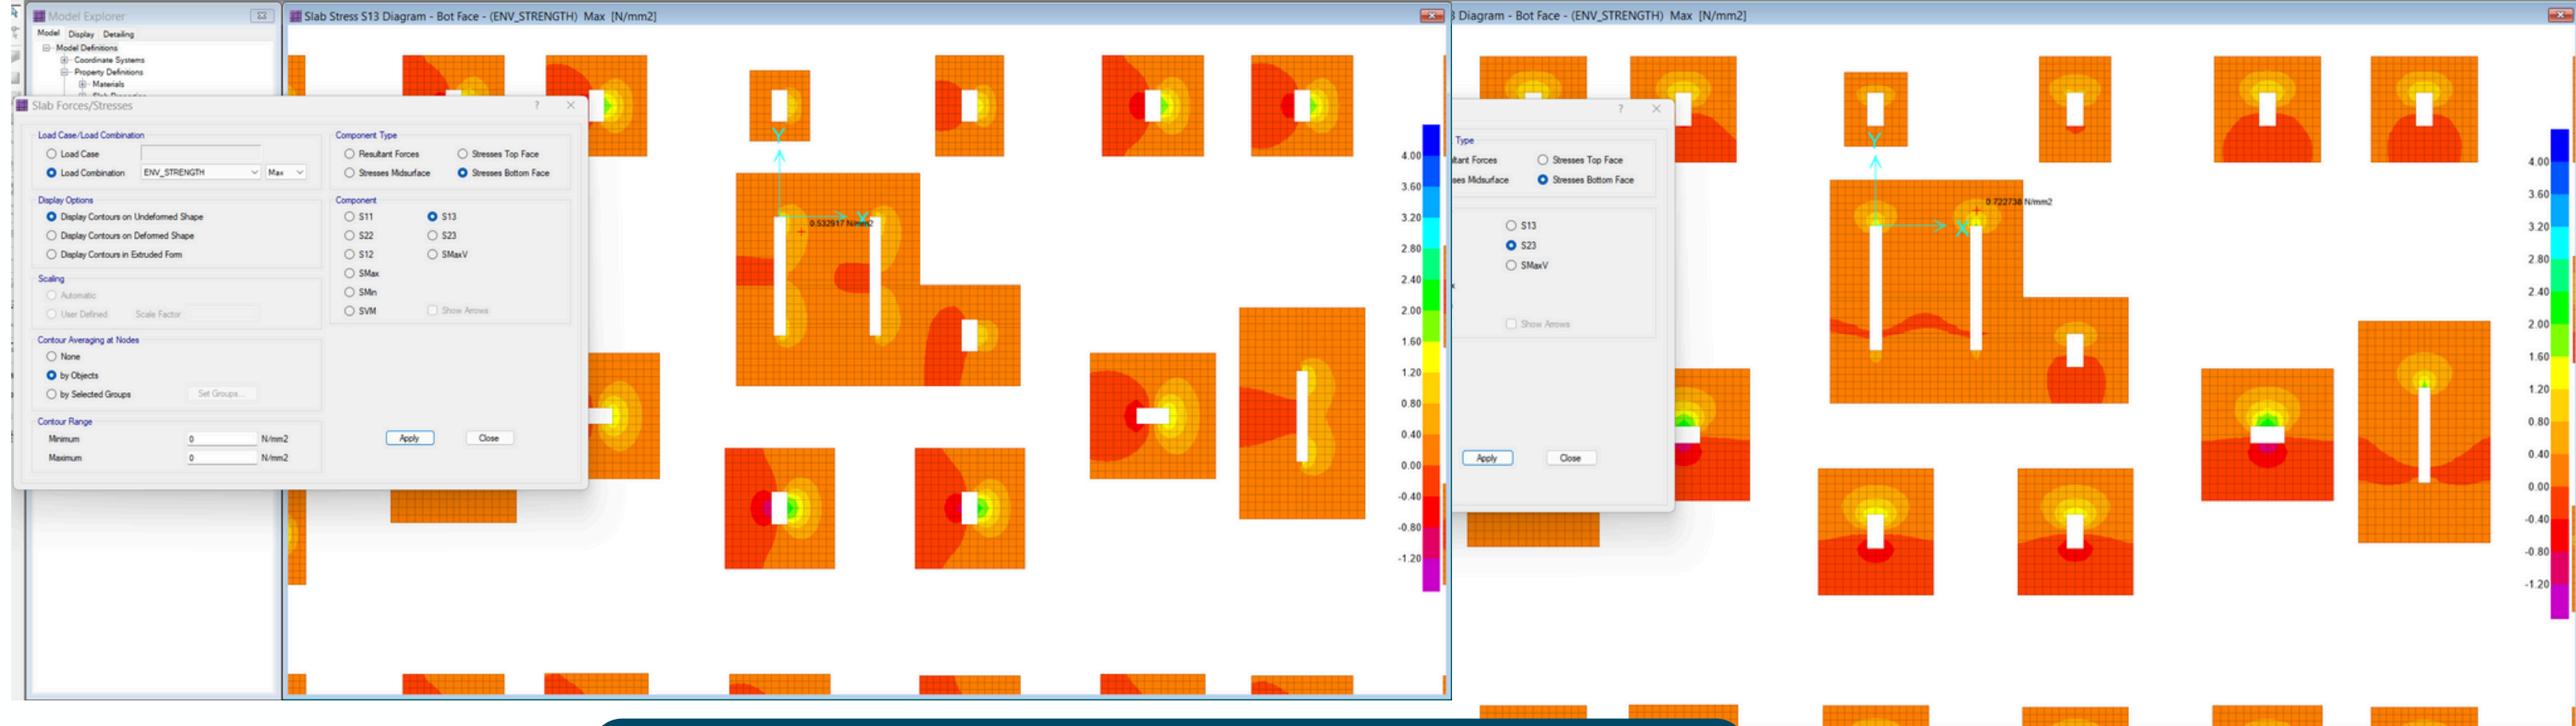 Model Explorer
Model Display Detailing
Model Definitions
Coordinate Systems
Property Definitions
Materials
Slab Forces/Stresses
? ×
Load Case/Load Combination
Load Case
Load Combination ENV_STRENGTH Max
Display Options
Display Contours on Undeformed Shape
Display Contours on Deformed Shape
Display Contours in Extruded Form
Scaling
Automatic
User Defined Scale Factor
Contour Averaging at Nodes
None
by Objects
by Selected Groups Set Groups...
Contour Range
Minimum 0 N/mm2
Maximum 0 N/mm2
Component Type
Resultant Forces Stresses Top Face
Stresses Midsurface Stresses Bottom Face
Component
S11 S13
S22 S23
S12 SMaxV
SMax
SMin
SVM Show Arrows
Apply Close
Slab Stress S13 Diagram - Bot Face - (ENV_STRENGTH) Max [N/mm2]
Y
X
0.532917 N/mm2
4.00
3.60
3.20
2.80
2.40
2.00
1.60
1.20
0.80
0.40
0.00
-0.40
-0.80
-1.20
3 Diagram - Bot Face - (ENV_STRENGTH) Max [N/mm2]
? ×
Type
ltant Forces Stresses Top Face
ses Midsurface Stresses Bottom Face
S13
S23
SMaxV
x
Show Arrows
Apply Close
Y
X
0.722738 N/mm2
4.00
3.60
3.20
2.80
2.40
2.00
1.60
1.20
0.80
0.40
0.00
-0.40
-0.80
-1.20